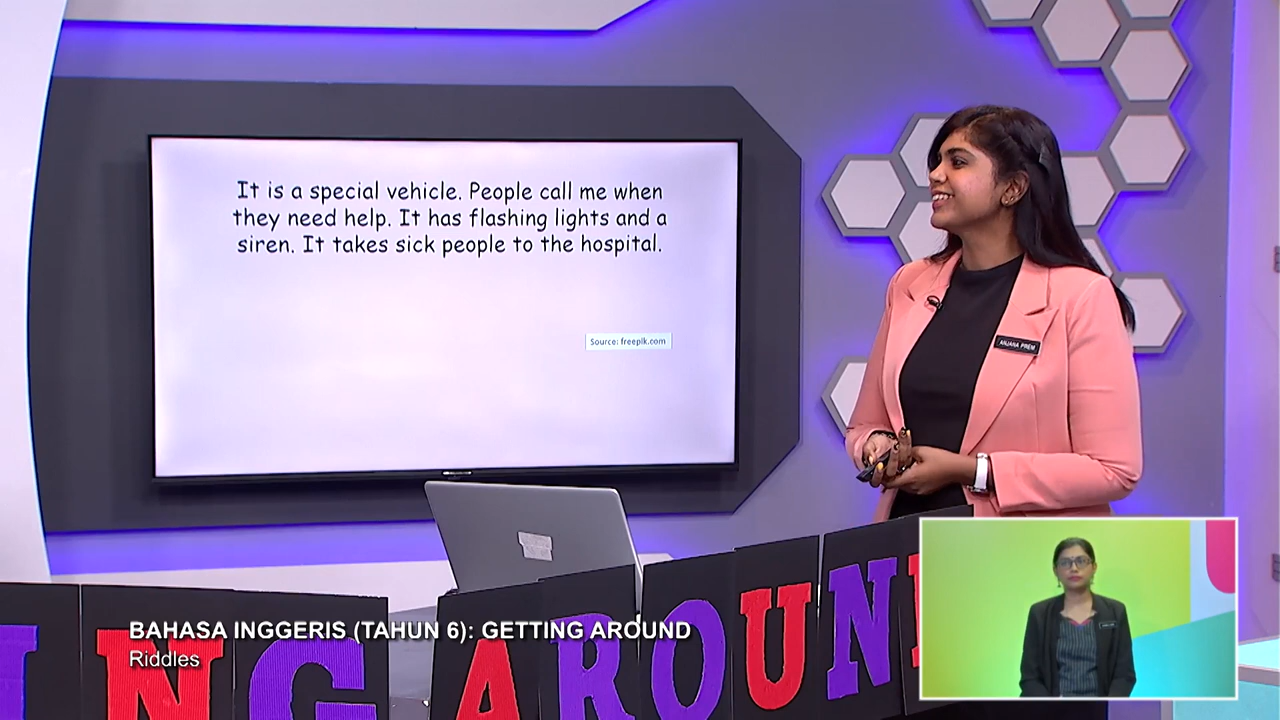 It is a special vehicle. People call me when
they need help. It has flashing lights and a
siren. It takes sick people to the hospital.
Source: freepik.com
ANJANA PREM
BAHASA INGGERIS (TAHUN 6): GETTING AROUND
Riddles
ING AROUN